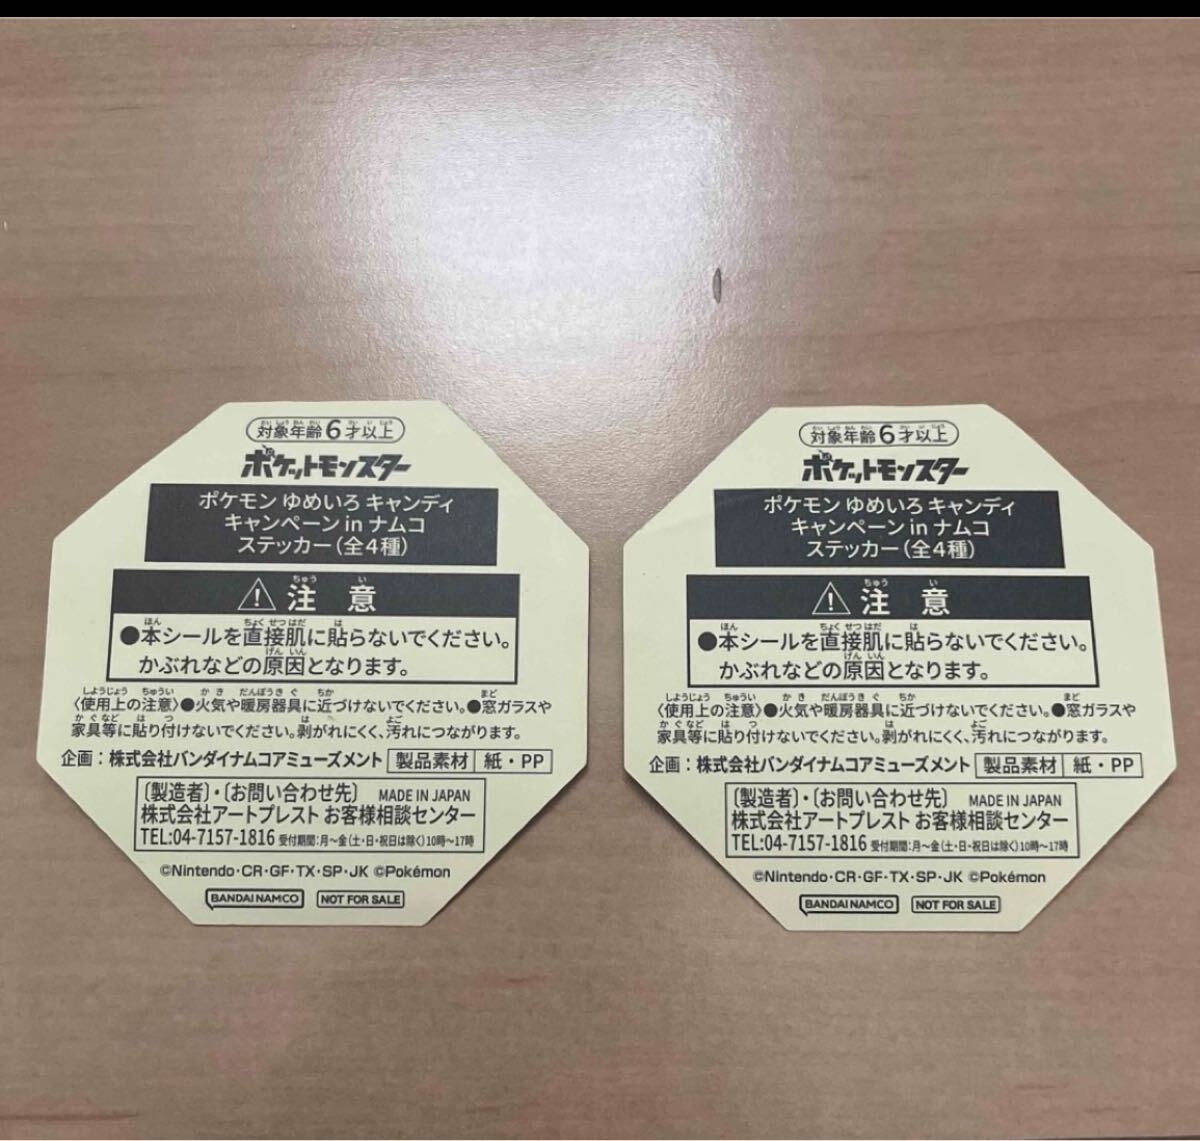 対象年齢6才以上
ポケットモンスター
ポケモン ゆめいろ キャンディ
キャンペーン in ナムコ
ステッカー(全4種)
⚠注意
●本シールを直接肌に貼らないでください。
かぶれなどの原因となります。
〈使用上の注意〉●火気や暖房器具に近づけないでください。●窓ガラスや
家具等に貼り付けないでください。剥がれにくく、汚れにつながります。
企画:株式会社バンダイナムコアミューズメント 製品素材 紙・PP
〔製造者〕・〔お問い合わせ先〕 MADE IN JAPAN
株式会社アートプレスト お客様相談センター
TEL:04-7157-1816 受付期間:月〜金(土・日・祝日は除く)10時〜17時
©Nintendo・CR・GF・TX・SP・JK ©Pokémon
BANDAI NAMCO NOT FOR SALE
対象年齢6才以上
ポケットモンスター
ポケモン ゆめいろ キャンディ
キャンペーン in ナムコ
ステッカー(全4種)
⚠注意
●本シールを直接肌に貼らないでください。
かぶれなどの原因となります。
〈使用上の注意〉●火気や暖房器具に近づけないでください。●窓ガラスや
家具等に貼り付けないでください。剥がれにくく、汚れにつながります。
企画:株式会社バンダイナムコアミューズメント 製品素材 紙・PP
〔製造者〕・〔お問い合わせ先〕 MADE IN JAPAN
株式会社アートプレスト お客様相談センター
TEL:04-7157-1816 受付期間:月〜金(土・日・祝日は除く)10時〜17時
©Nintendo・CR・GF・TX・SP・JK ©Pokémon
BANDAI NAMCO NOT FOR SALE